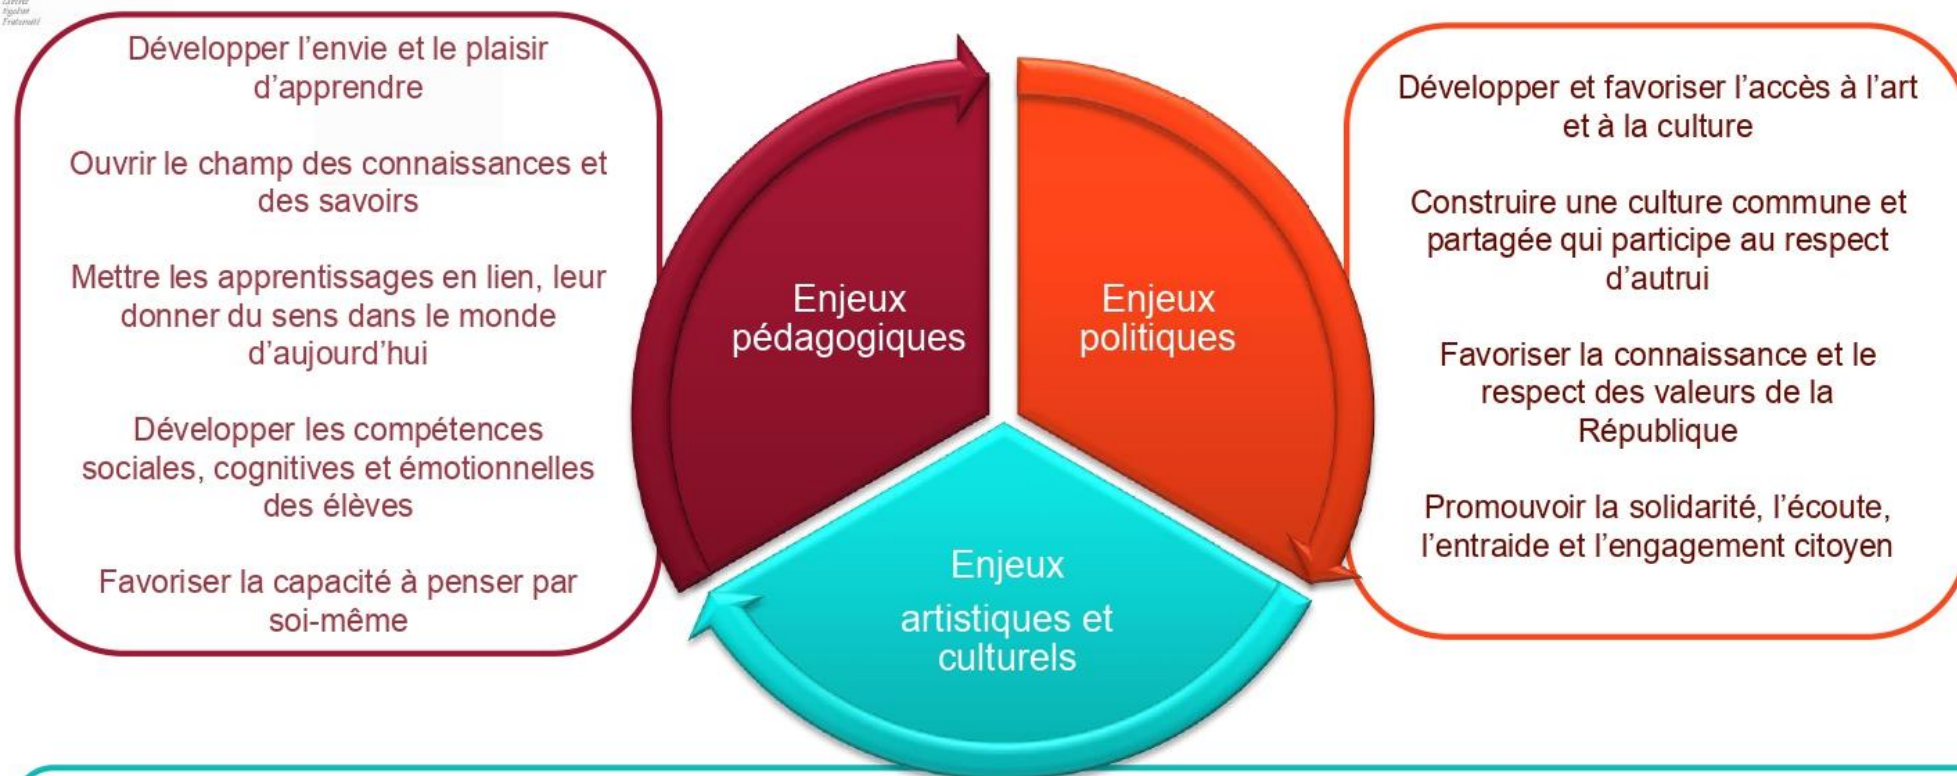 Développer l’envie et le plaisir
d’apprendre
Ouvrir le champ des connaissances et
des savoirs
Mettre les apprentissages en lien, leur
donner du sens dans le monde
d’aujourd’hui
Développer les compétences
sociales, cognitives et émotionnelles
des élèves
Favoriser la capacité à penser par
soi-même
Enjeux
pédagogiques
Enjeux
politiques
Enjeux
artistiques et
culturels
Développer et favoriser l’accès à l’art
et à la culture
Construire une culture commune et
partagée qui participe au respect
d’autrui
Favoriser la connaissance et le
respect des valeurs de la
République
Promouvoir la solidarité, l’écoute,
l’entraide et l’engagement citoyen